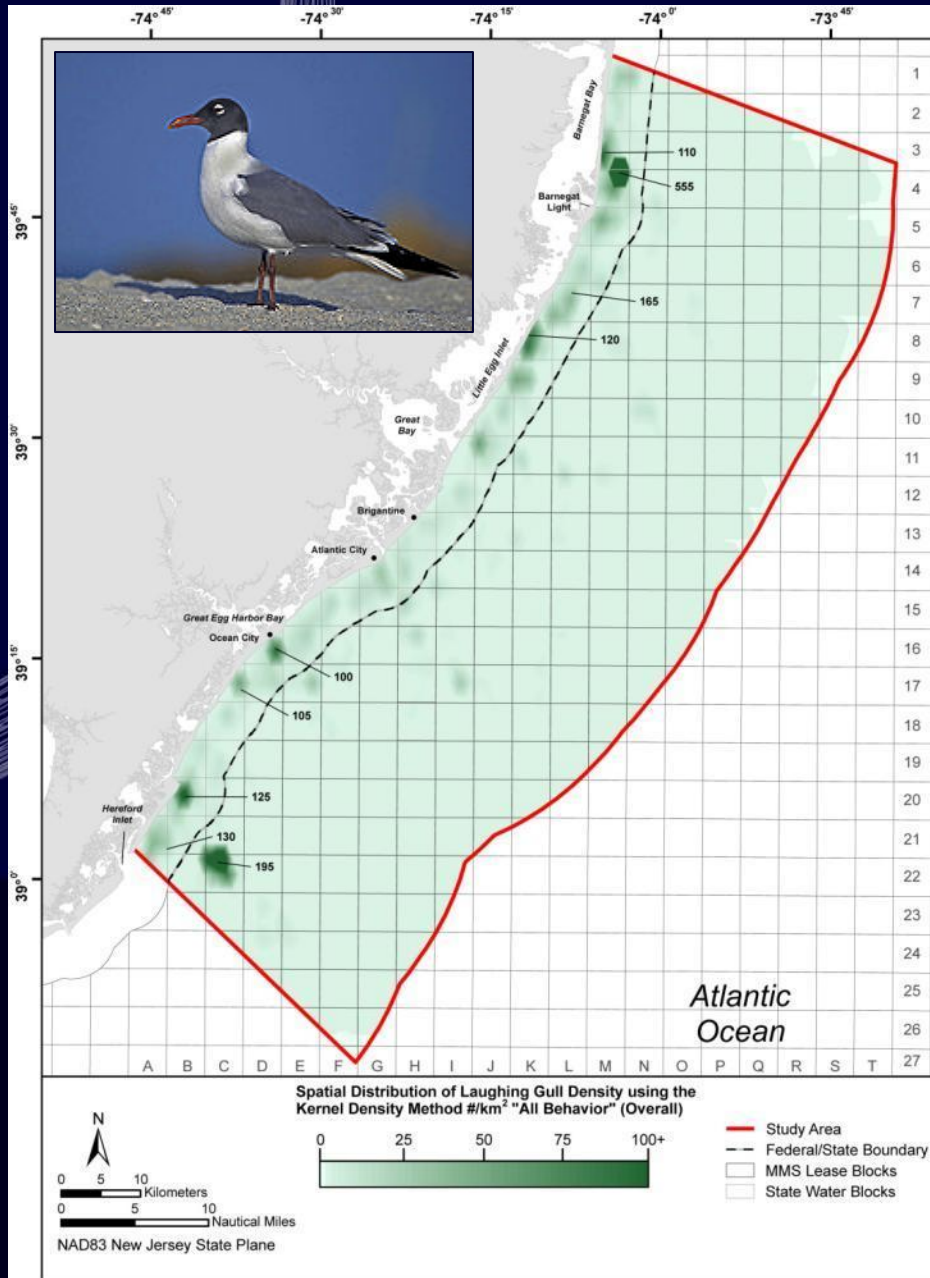 -74° 45'
-74° 30'
-74° 15'
-74° 0'
-73° 45'
39° 45'
39° 30'
39° 15'
39° 0'
Barnegat Bay
110
555
Barnegat
Light
165
120
Little Egg Inlet
Great
Bay
Brigantine
Atlantic City
Great Egg Harbor Bay
Ocean City
100
105
125
Hereford
Inlet
130
195
1
2
3
4
5
6
7
8
9
10
11
12
13
14
15
16
17
18
19
20
21
22
23
24
25
26
27
Atlantic
Ocean
A B C D E F G H I J K L M N O P Q R S T
Spatial Distribution of Laughing Gull Density using the
Kernel Density Method #/km² "All Behavior" (Overall)
0 25 50 75 100+
N
0 5 10
Kilometers
0 5 10
Nautical Miles
NAD83 New Jersey State Plane
Study Area
Federal/State Boundary
MMS Lease Blocks
State Water Blocks